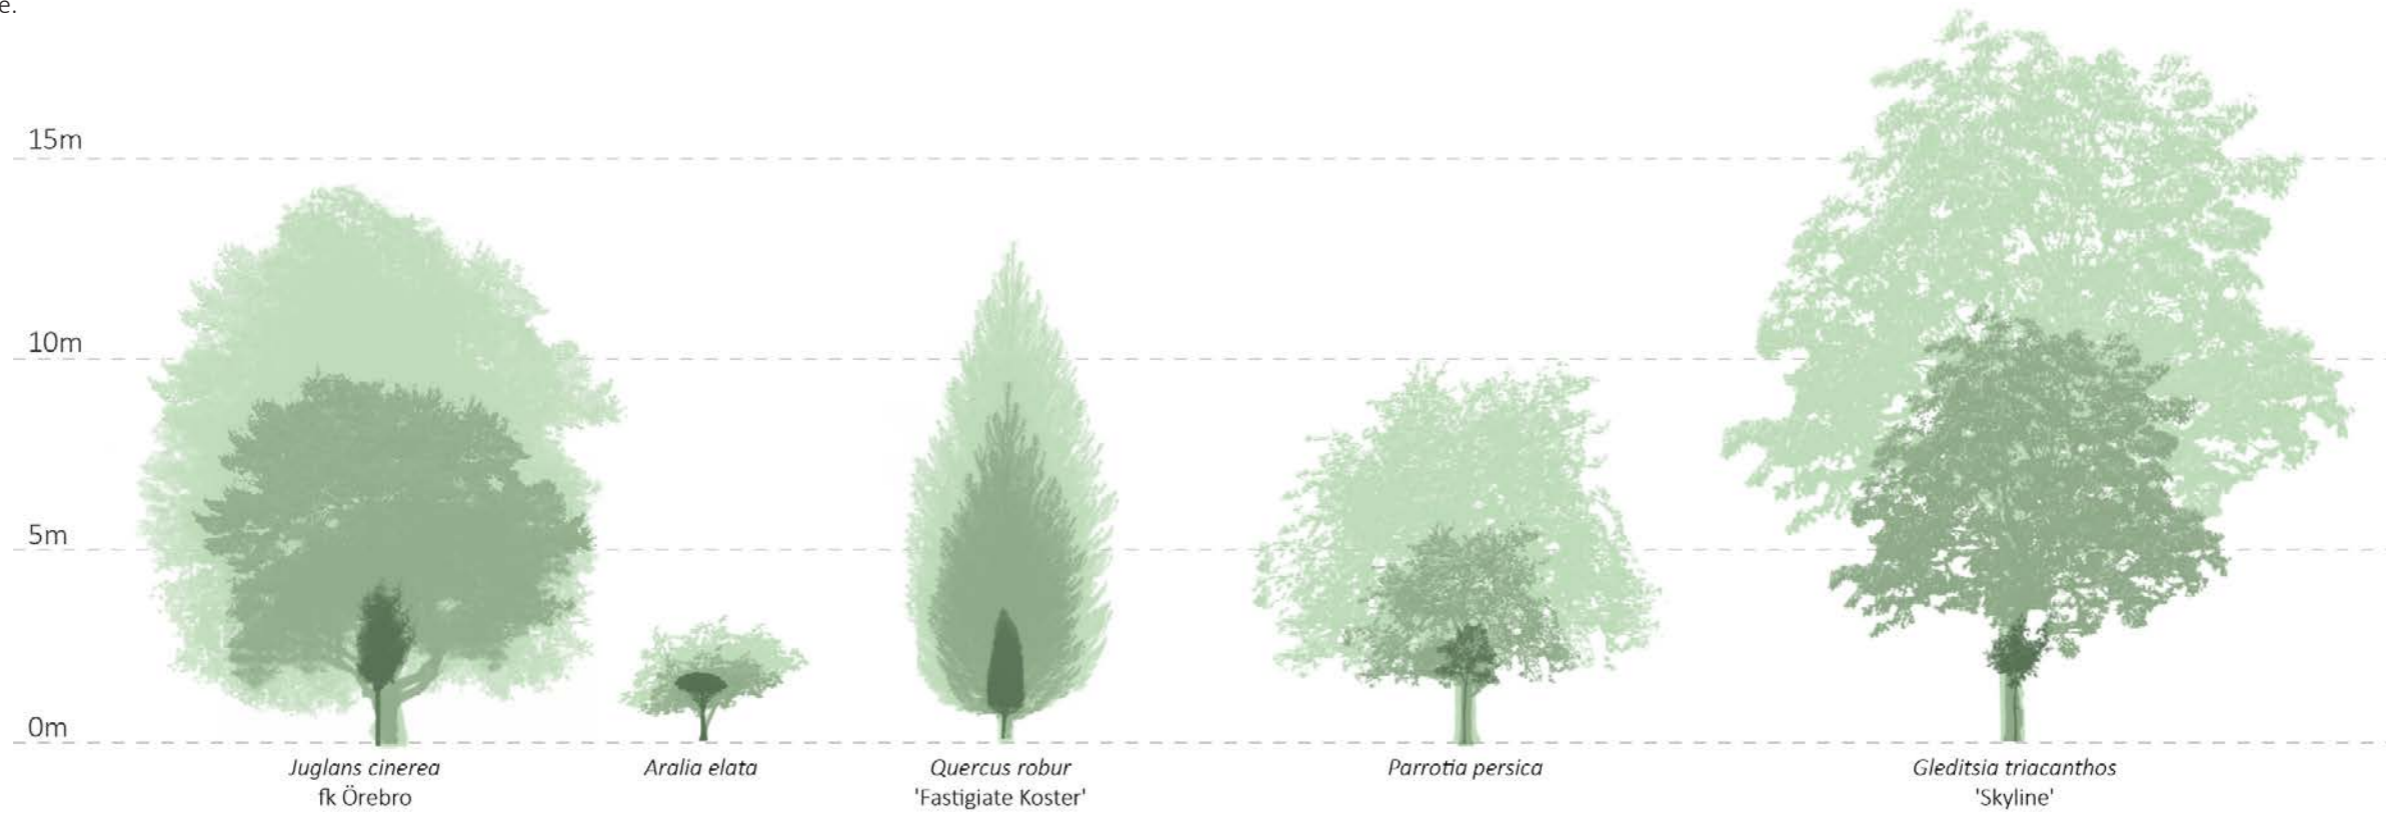 e.
15m
10m
5m
0m
Juglans cinerea
fk Örebro
Aralia elata
Quercus robur
'Fastigiate Koster'
Parrotia persica
Gleditsia triacanthos
'Skyline'